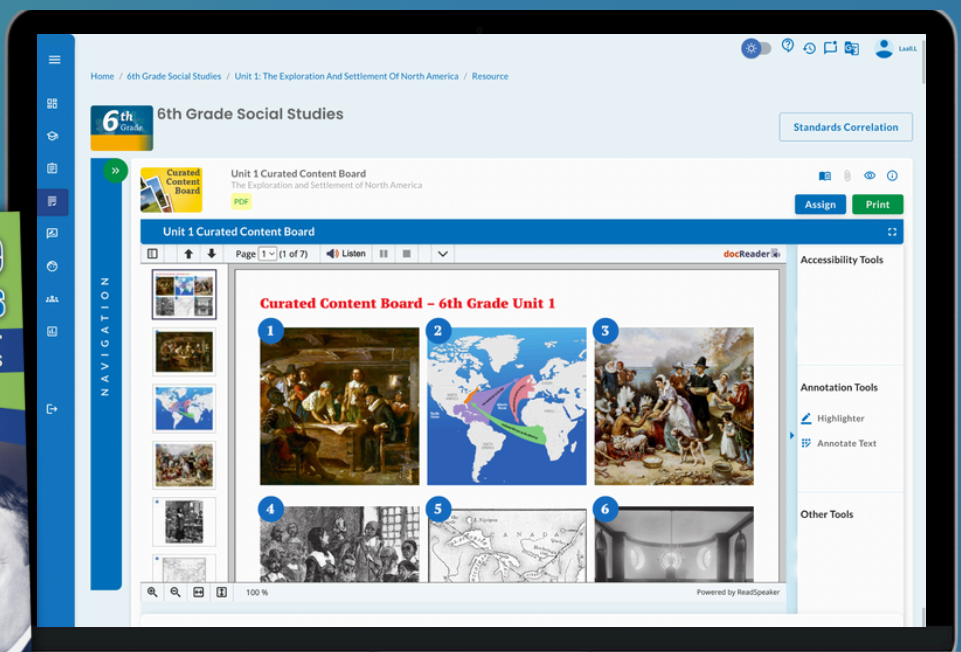 Laall.L
Home / 6th Grade Social Studies / Unit 1: The Exploration And Settlement Of North America / Resource
6th
Grade
6th Grade Social Studies
Standards Correlation
Curated
Content
Board
Unit 1 Curated Content Board
The Exploration and Settlement of North America
PDF
Assign
Print
NAVIGATION
Unit 1 Curated Content Board
Page 1 (1 of 7)
Listen
docReader
Accessibility Tools
Curated Content Board – 6th Grade Unit 1
1
2
3
Annotation Tools
Highlighter
Annotate Text
4
5
6
CANADA
Other Tools
100 %
Powered by ReadSpeaker